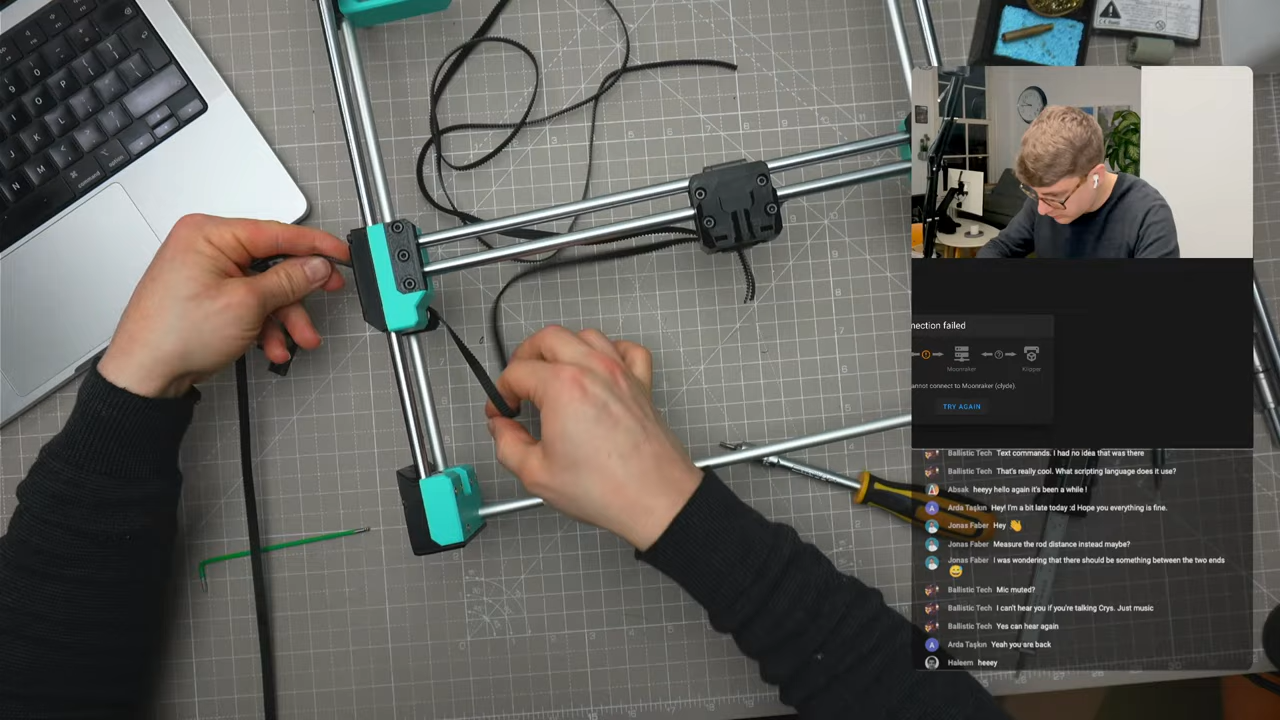 nection failed
Moonraker
Klipper
annot connect to Moonraker (clyde).
TRY AGAIN
Ballistic Tech Text commands. I had no idea that was there
Ballistic Tech That's really cool. What scripting language does it use?
Absak heeyy hello again it's been a while !
Arda Taşkın Hey! I'm a bit late today :d Hope you everything is fine.
Jonas Faber Hey 👋
Jonas Faber Measure the rod distance instead maybe?
Jonas Faber I was wondering that there should be something between the two ends
😅
Ballistic Tech Mic muted?
Ballistic Tech I can't hear you if you're talking Crys. Just music
Ballistic Tech Yes can hear again
Arda Taşkın Yeah you are back
Haleem heeey